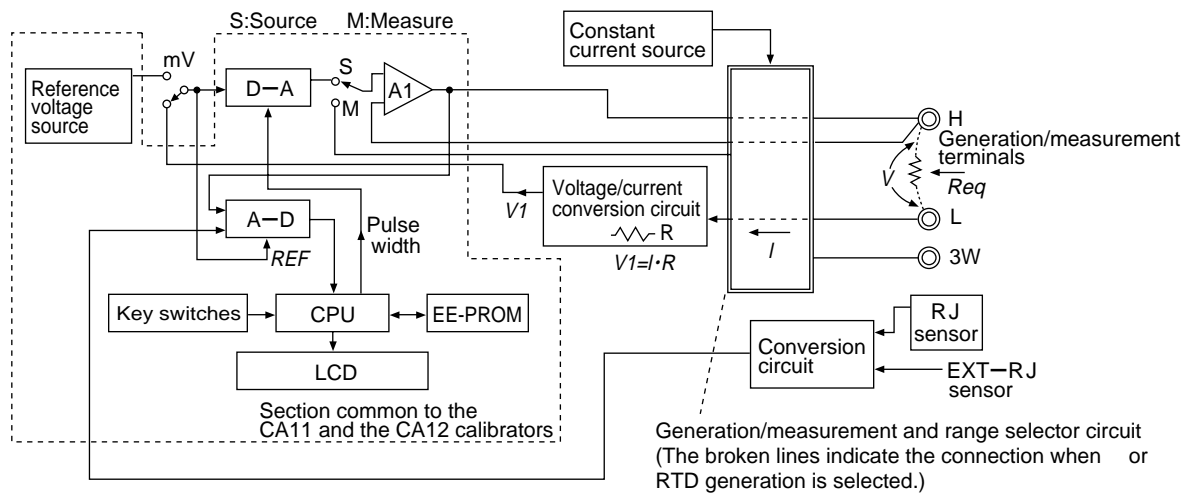 S:Source M:Measure
Constant
current source
mV
Reference
voltage
source
D—A
S
M
A1
H
Generation/measurement
terminals
V
Req
L
3W
Voltage/current
conversion circuit
R
V1
V1=I·R
I
A—D
REF
Pulse
width
Key switches
CPU
EE-PROM
LCD
Section common to the
CA11 and the CA12 calibrators
RJ
sensor
Conversion
circuit
EXT—RJ
sensor
Generation/measurement and range selector circuit
(The broken lines indicate the connection when or
RTD generation is selected.)